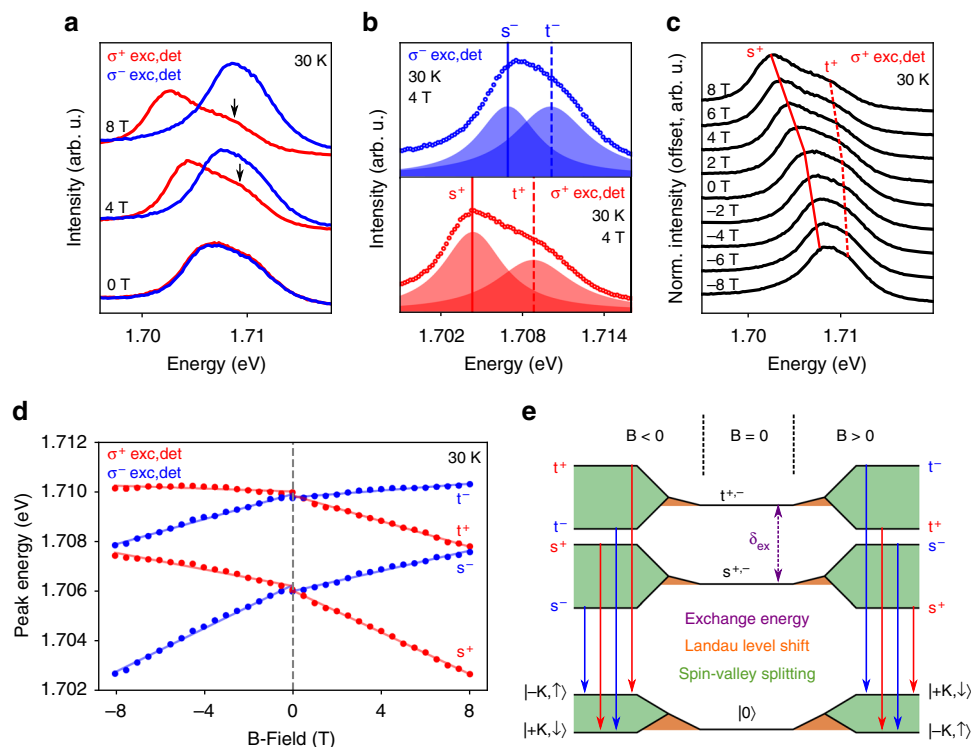 a
σ+ exc,det
σ− exc,det
30 K
8 T
4 T
0 T
Intensity (arb. u.)
1.70
1.71
Energy (eV)
b
s−
t−
σ− exc,det
30 K
4 T
s+
t+
σ+ exc,det
30 K
4 T
Intensity (arb. u.)
1.702
1.708
1.714
Energy (eV)
c
s+
t+
σ+ exc,det
30 K
8 T
6 T
4 T
2 T
0 T
−2 T
−4 T
−6 T
−8 T
Norm. intensity (offset, arb. u.)
1.70
1.71
Energy (eV)
d
σ+ exc,det
σ− exc,det
30 K
1.712
1.710
1.708
1.706
1.704
1.702
Peak energy (eV)
t−
t+
s−
s+
−8
−4
0
4
8
B-Field (T)
e
B < 0
B = 0
B > 0
t+
t+,−
t−
t−
δex
t+
s+
s+,−
s−
s−
s+
Exchange energy
Landau level shift
Spin-valley splitting
|−K,↑⟩
|0⟩
|+K,↓⟩
|+K,↓⟩
|−K,↑⟩